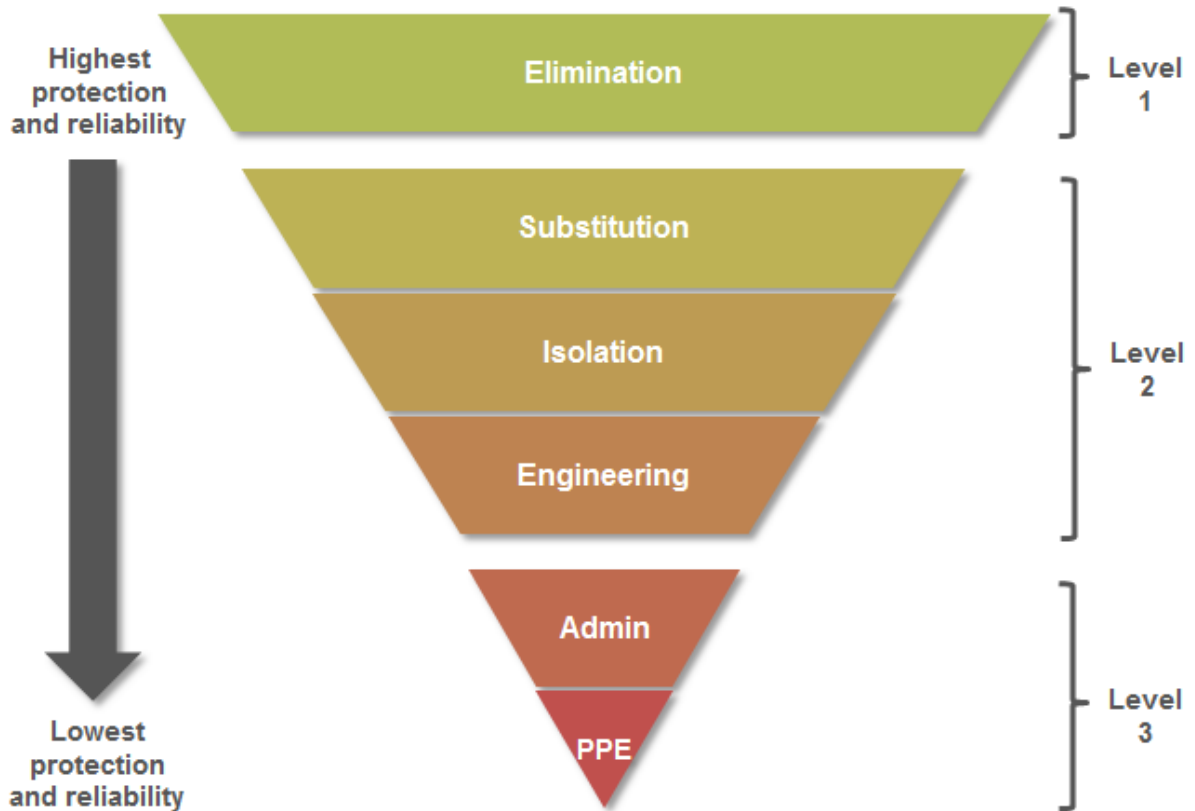 Highest
protection
and reliability
Elimination
Level
1
Substitution
Isolation
Engineering
Level
2
Admin
PPE
Level
3
Lowest
protection
and reliability